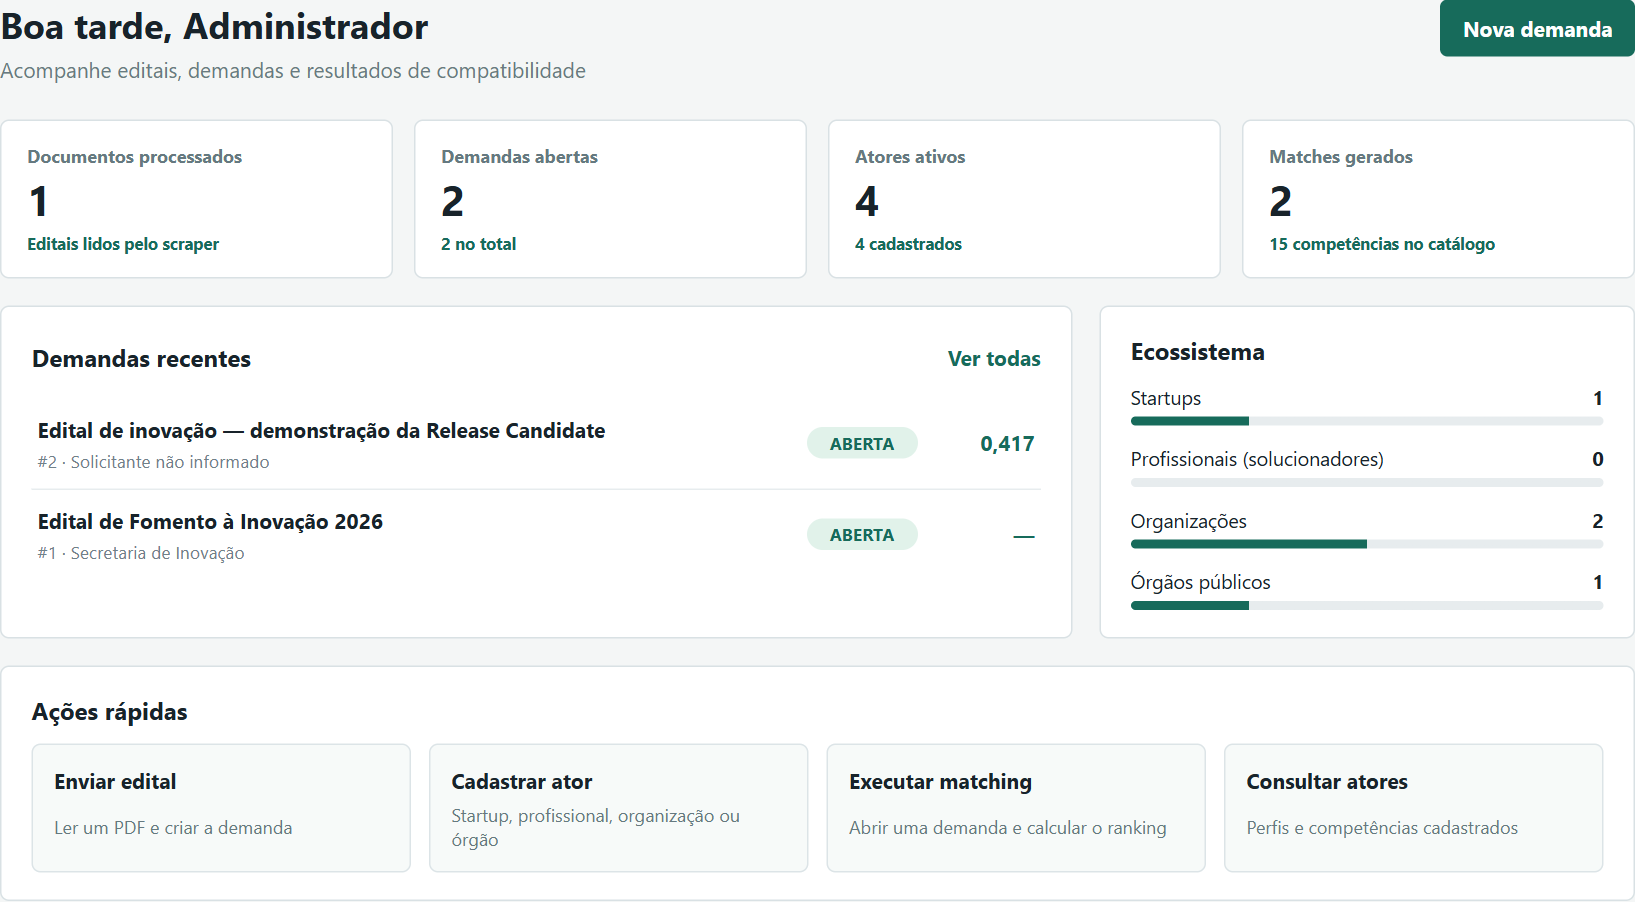 Boa tarde, Administrador
Nova demanda
Acompanhe editais, demandas e resultados de compatibilidade
Documentos processados
1
Editais lidos pelo scraper
Demandas abertas
2
2 no total
Atores ativos
4
4 cadastrados
Matches gerados
2
15 competências no catálogo
Demandas recentes
Ver todas
Edital de inovação — demonstração da Release Candidate
#2 · Solicitante não informado
ABERTA
0,417
Edital de Fomento à Inovação 2026
#1 · Secretaria de Inovação
ABERTA
—
Ecossistema
Startups 1
Profissionais (solucionadores) 0
Organizações 2
Órgãos públicos 1
Ações rápidas
Enviar edital
Ler um PDF e criar a demanda
Cadastrar ator
Startup, profissional, organização ou
órgão
Executar matching
Abrir uma demanda e calcular o ranking
Consultar atores
Perfis e competências cadastrados